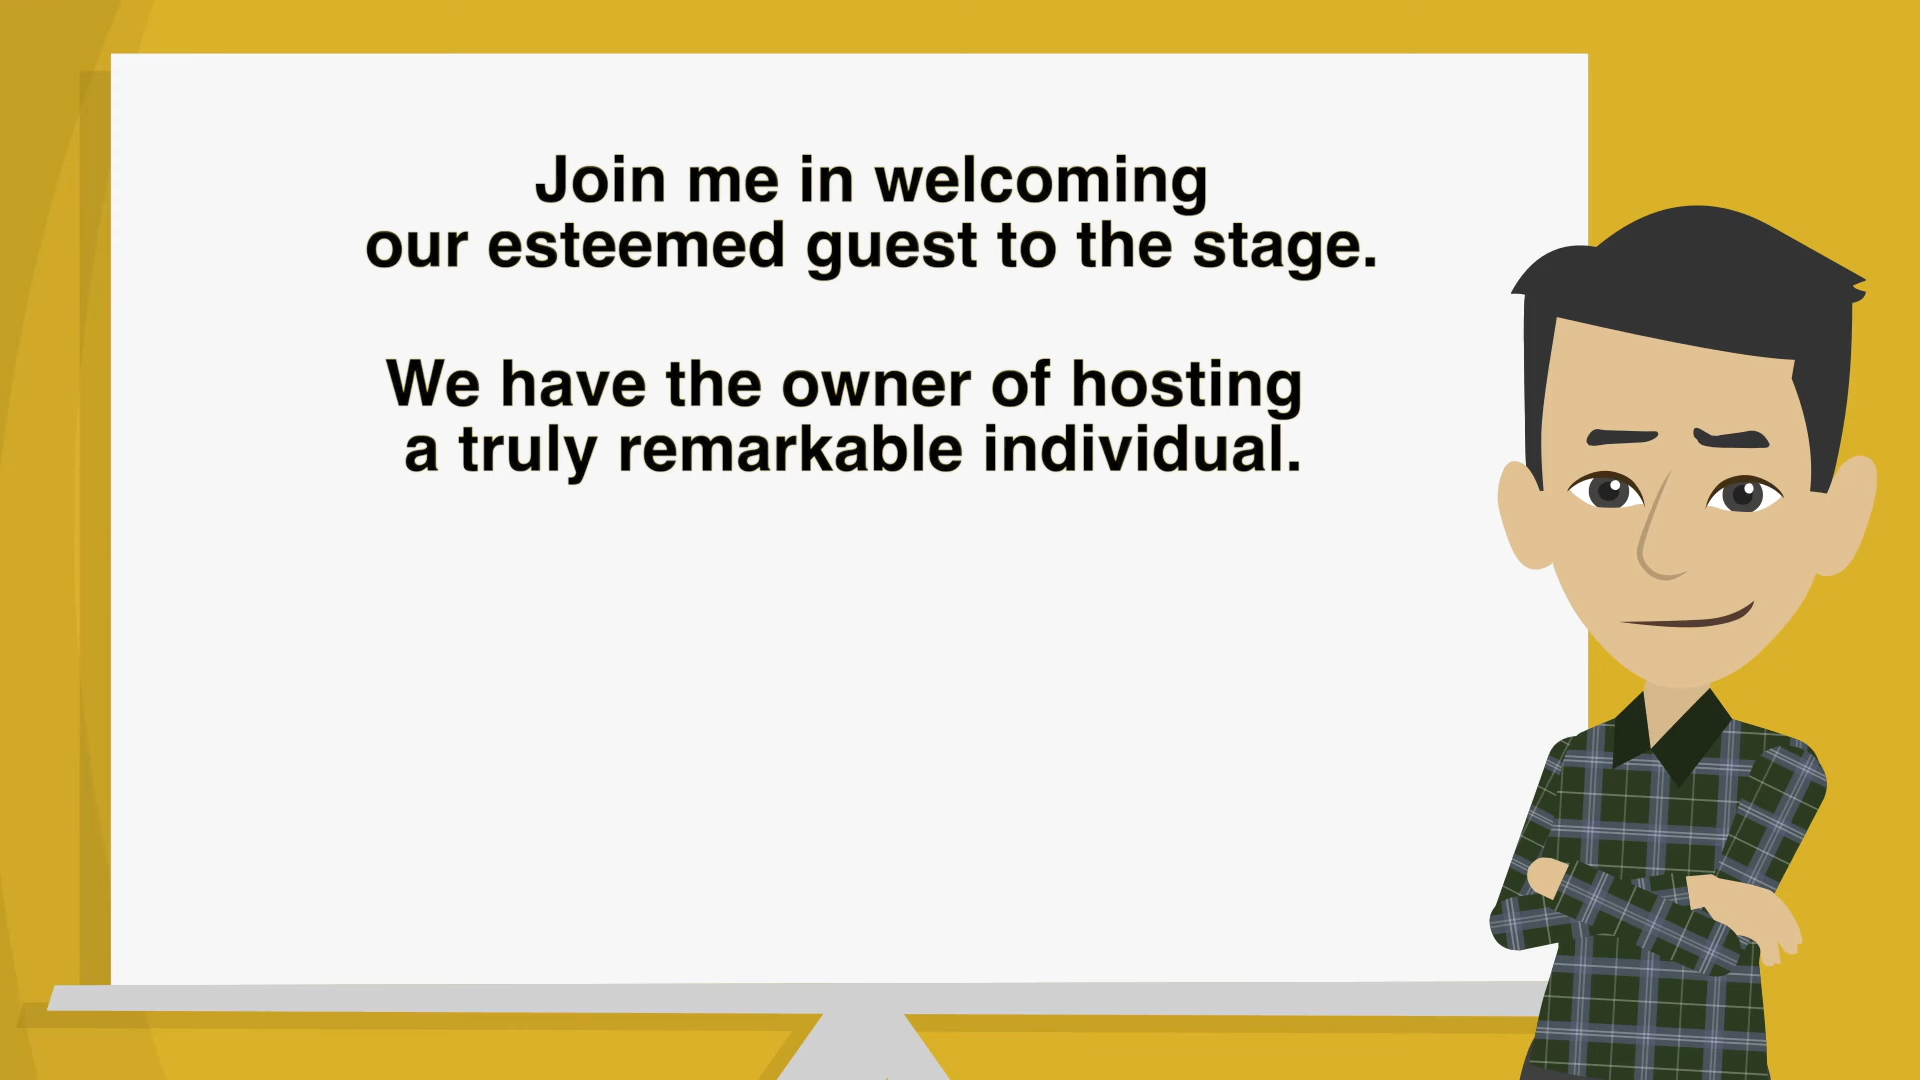 Join me in welcoming
our esteemed guest to the stage.
We have the owner of hosting
a truly remarkable individual.